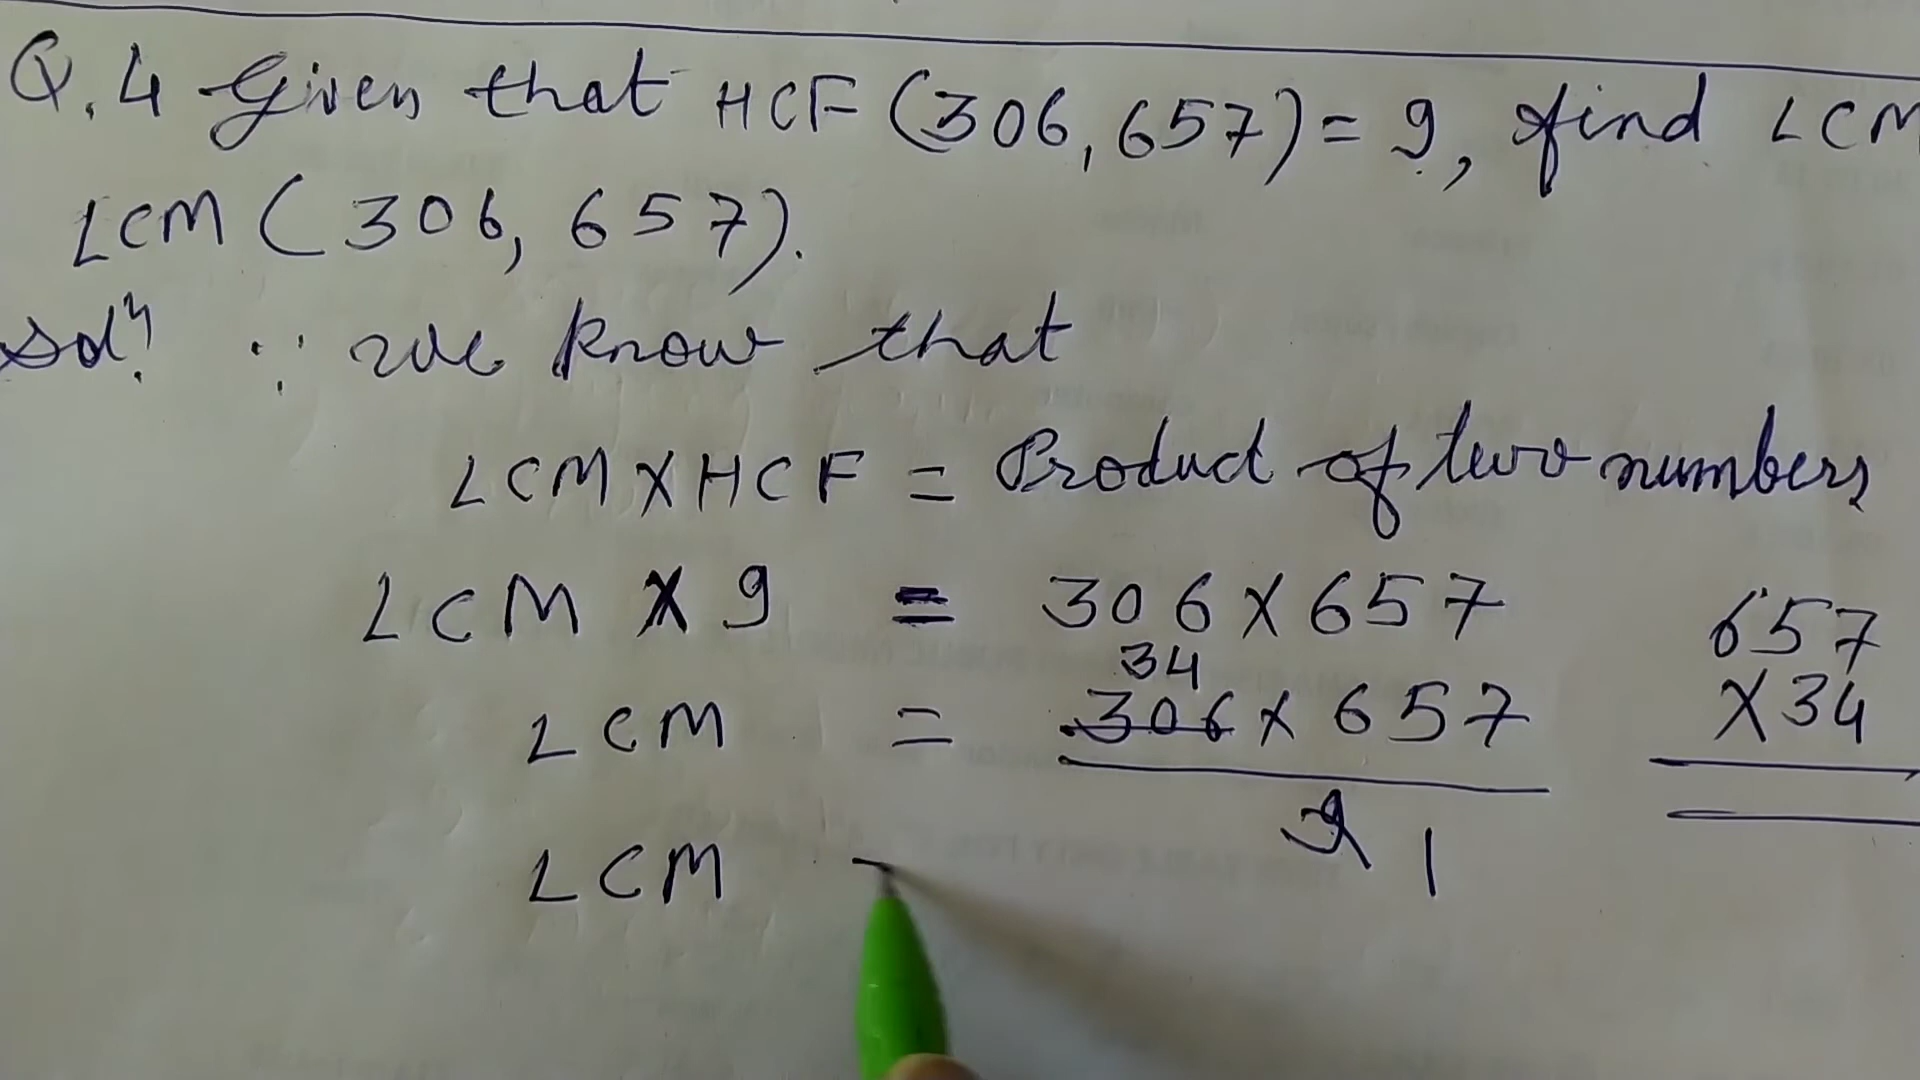 Q.4 Given that HCF (306, 657) = 9, find LCM
LCM (306, 657).
Solⁿ. ∵ we know that
LCM X HCF = Product of two numbers
LCM X 9 = 306 X 657
34
LCM = 306 X 657
9 1
LCM
657
X 34